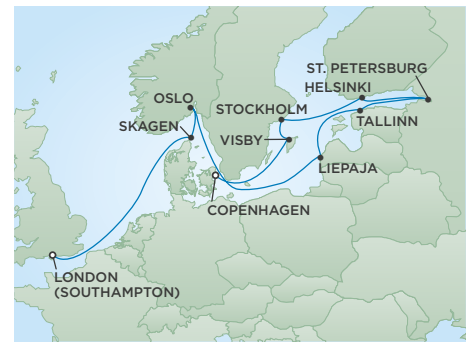 ST. PETERSBURG
HELSINKI
OSLO
STOCKHOLM
TALLINN
SKAGEN
VISBY
LIEPAJA
COPENHAGEN
LONDON
(SOUTHAMPTON)